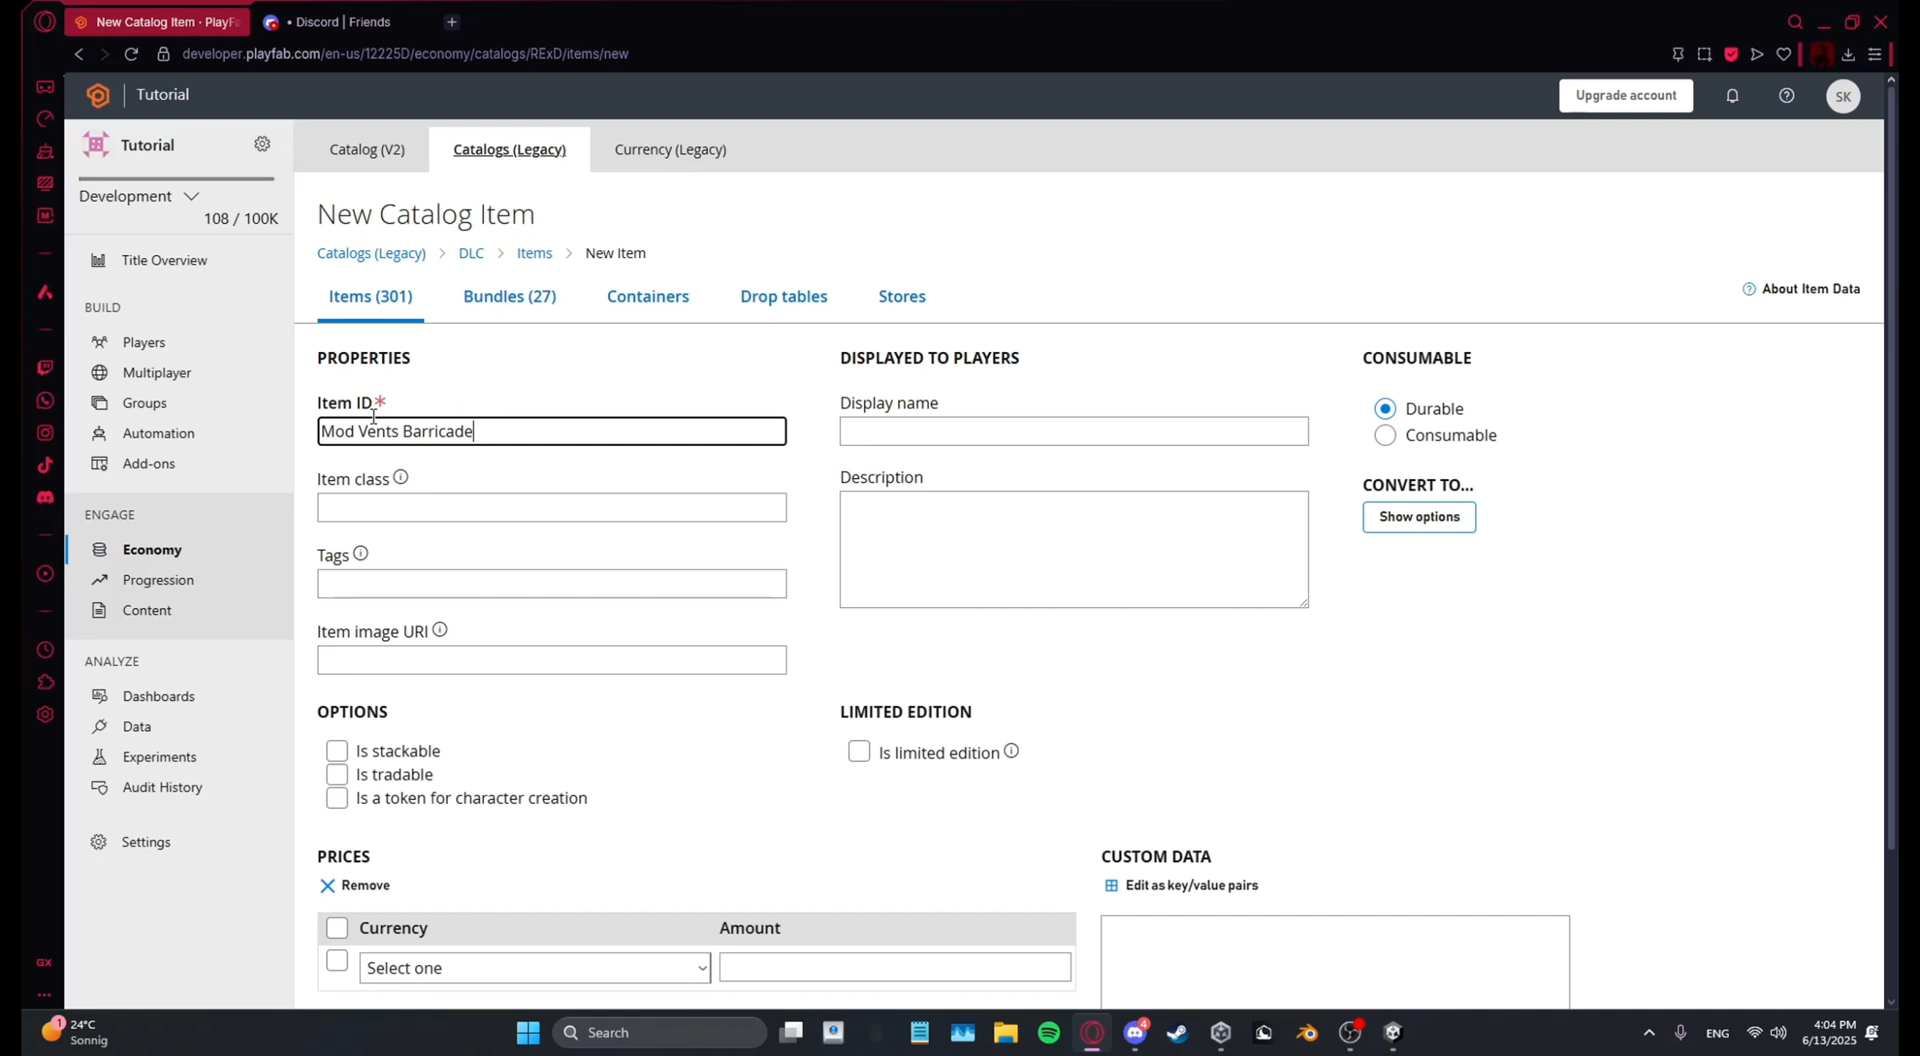 New Catalog Item · PlayFa
• Discord | Friends
developer.playfab.com/en-us/12225D/economy/catalogs/RExD/items/new
Tutorial
Upgrade account
SK
Tutorial
Development
108 / 100K
Title Overview
BUILD
Players
Multiplayer
Groups
Automation
Add-ons
ENGAGE
Economy
Progression
Content
ANALYZE
Dashboards
Data
Experiments
Audit History
Settings
Catalog (V2)
Catalogs (Legacy)
Currency (Legacy)
New Catalog Item
Catalogs (Legacy) > DLC > Items > New Item
Items (301)
Bundles (27)
Containers
Drop tables
Stores
About Item Data
PROPERTIES
Item ID*
Mod Vents Barricade
Item class
Tags
Item image URI
DISPLAYED TO PLAYERS
Display name
Description
CONSUMABLE
Durable
Consumable
CONVERT TO...
Show options
OPTIONS
Is stackable
Is tradable
Is a token for character creation
LIMITED EDITION
Is limited edition
PRICES
Remove
Currency
Amount
Select one
CUSTOM DATA
Edit as key/value pairs
GX
1
24°C
Sonnig
Search
4
ENG
4:04 PM
6/13/2025